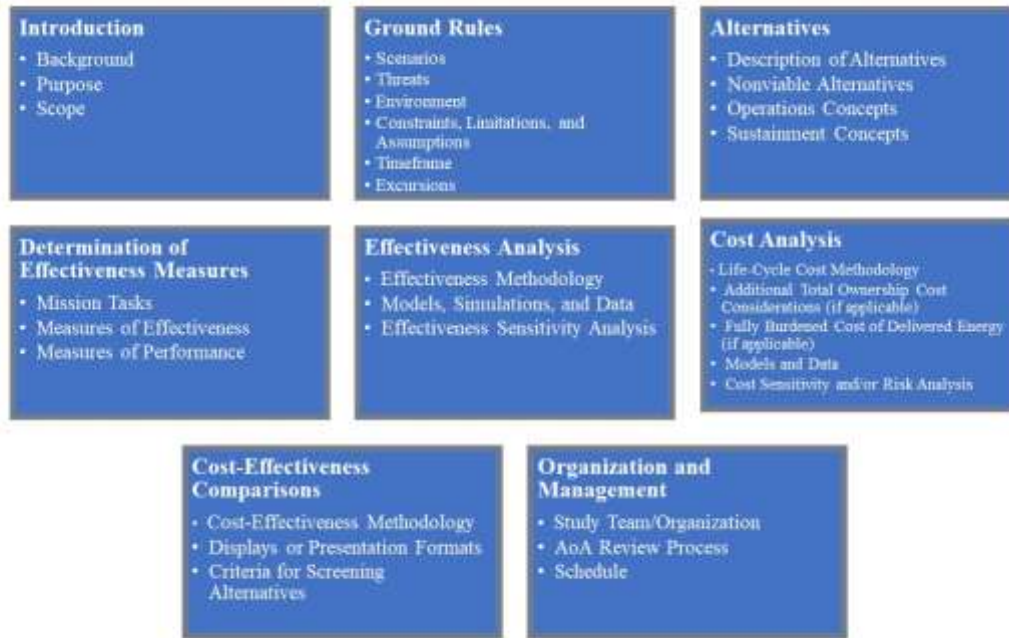 Introduction
• Background
• Purpose
• Scope
Ground Rules
• Scenarios
• Threats
• Environment
• Constraints, Limitations, and
Assumptions
• Timeframe
• Excursions
Alternatives
• Description of Alternatives
• Nonviable Alternatives
• Operations Concepts
• Sustainment Concepts
Determination of
Effectiveness Measures
• Mission Tasks
• Measures of Effectiveness
• Measures of Performance
Effectiveness Analysis
• Effectiveness Methodology
• Models, Simulations, and Data
• Effectiveness Sensitivity Analysis
Cost Analysis
• Life-Cycle Cost Methodology
• Additional Total Ownership Cost
Considerations (if applicable)
• Fully Burdened Cost of Delivered Energy
(if applicable)
• Models and Data
• Cost Sensitivity and/or Risk Analysis
Cost-Effectiveness
Comparisons
• Cost-Effectiveness Methodology
• Displays or Presentation Formats
• Criteria for Screening
Alternatives
Organization and
Management
• Study Team/Organization
• AoA Review Process
• Schedule